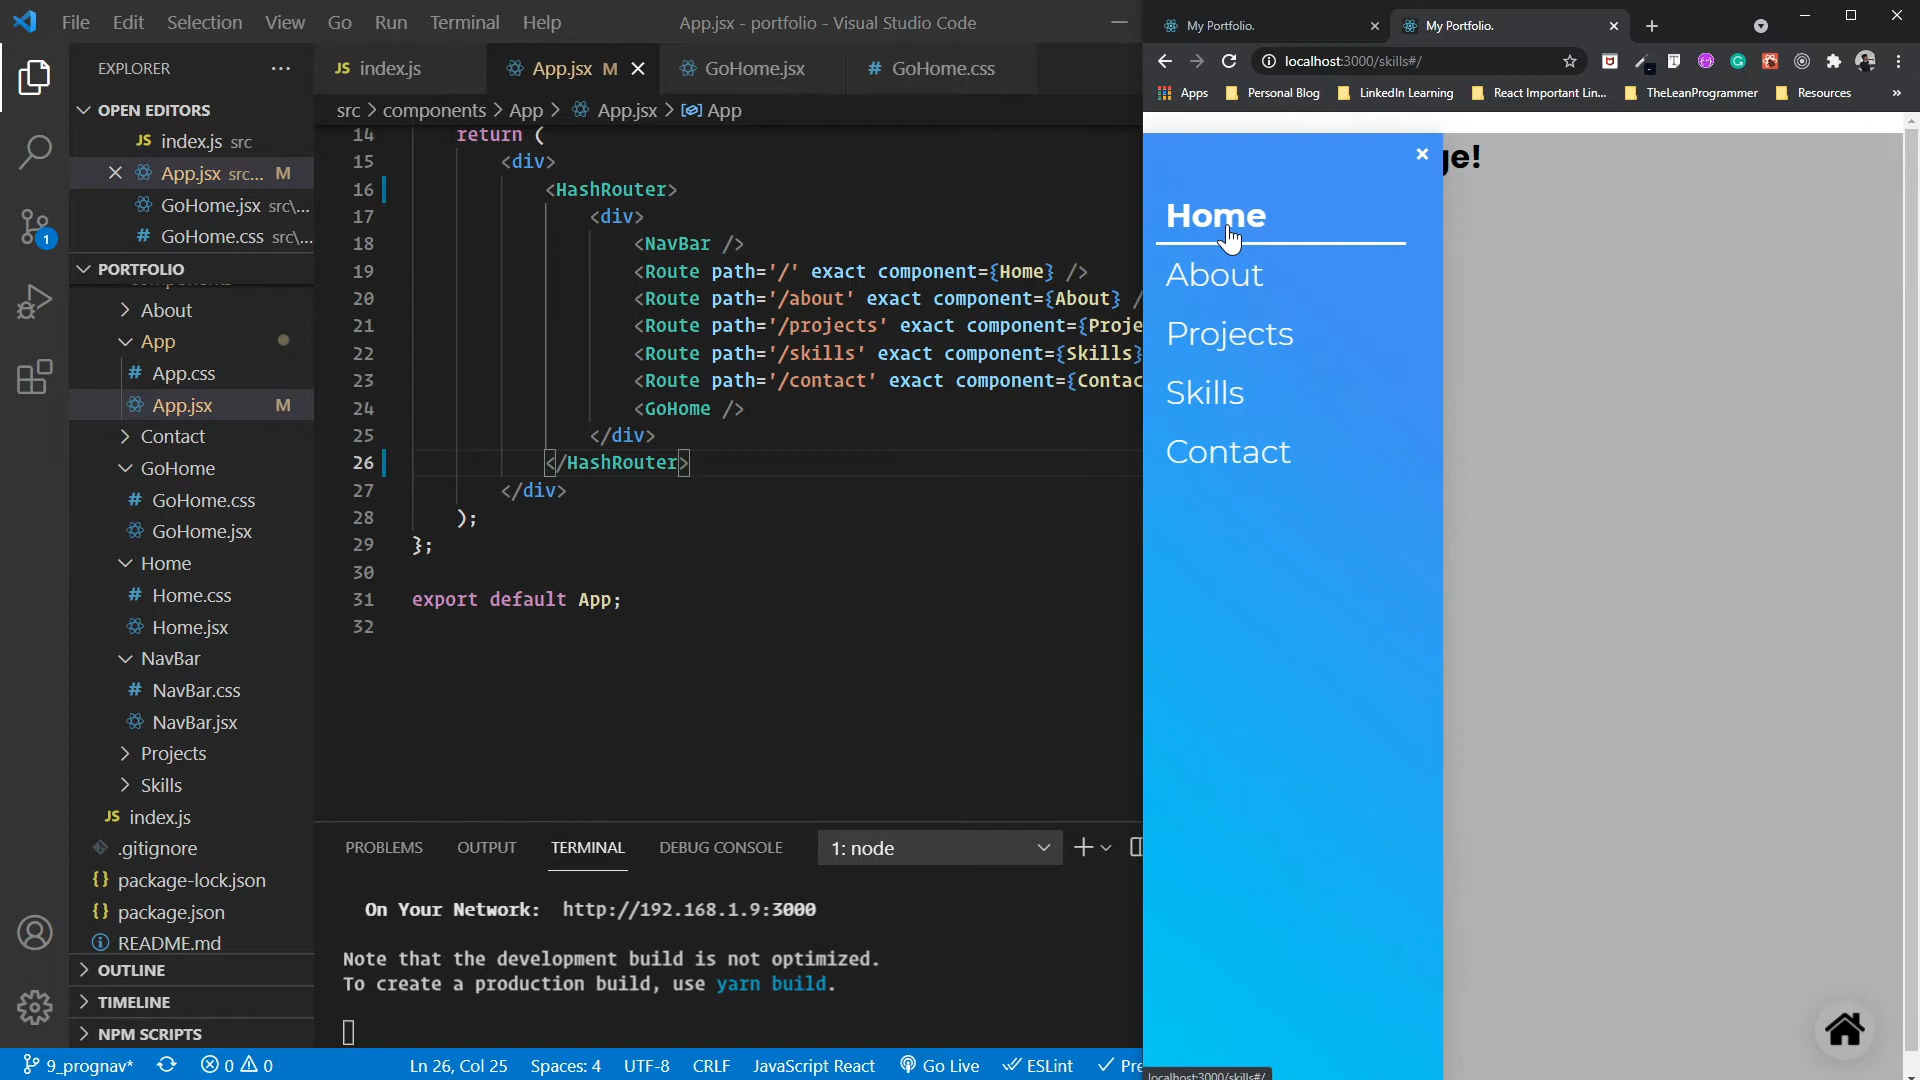 File Edit Selection View Go Run Terminal Help
App.jsx - portfolio - Visual Studio Code
EXPLORER
OPEN EDITORS
JS index.js src
App.jsx src... M
GoHome.jsx src\...
# GoHome.css src\...
PORTFOLIO
About
App
# App.css
App.jsx M
Contact
GoHome
# GoHome.css
GoHome.jsx
Home
# Home.css
Home.jsx
NavBar
# NavBar.css
NavBar.jsx
Projects
Skills
JS index.js
.gitignore
{} package-lock.json
{} package.json
README.md
OUTLINE
TIMELINE
NPM SCRIPTS
1
JS index.js
App.jsx M
GoHome.jsx
# GoHome.css
src > components > App > App.jsx > App
14 return (
15 <div>
16 <HashRouter>
17 <div>
18 <NavBar />
19 <Route path='/' exact component={Home} />
20 <Route path='/about' exact component={About} /
21 <Route path='/projects' exact component={Proje
22 <Route path='/skills' exact component={Skills}
23 <Route path='/contact' exact component={Contac
24 <GoHome />
25 </div>
26 </HashRouter>
27 </div>
28 );
29 };
30
31 export default App;
32
PROBLEMS OUTPUT TERMINAL DEBUG CONSOLE 1: node
On Your Network: http://192.168.1.9:3000
Note that the development build is not optimized.
To create a production build, use yarn build.
9_prognav* 0 0 Ln 26, Col 25 Spaces: 4 UTF-8 CRLF JavaScript React Go Live ESLint Pre
My Portfolio.
My Portfolio.
localhost:3000/skills#/
Apps Personal Blog LinkedIn Learning React Important Lin... TheLeanProgrammer Resources »
ge!
×
Home
About
Projects
Skills
Contact
localhost:3000/skills#/